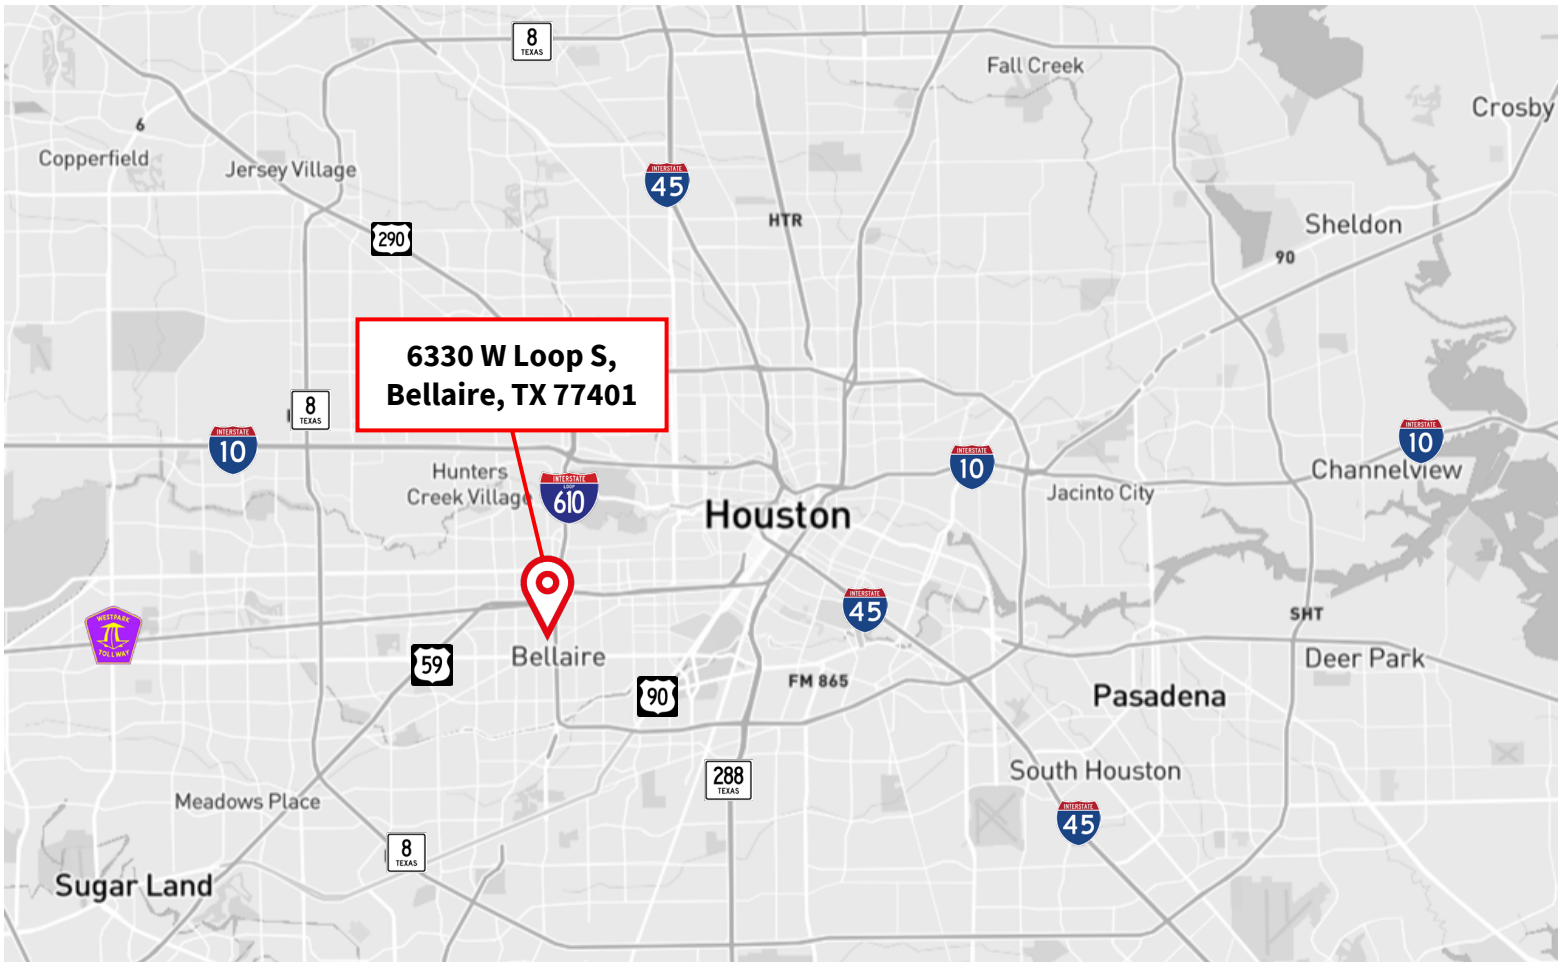 8
TEXAS
Fall Creek
Crosby
6
Copperfield
Jersey Village
INTERSTATE
45
HTR
Sheldon
290
90
6330 W Loop S,
Bellaire, TX 77401
8
TEXAS
INTERSTATE
10
INTERSTATE
10
INTERSTATE
10
Hunters
Creek Village
Channelview
INTERSTATE
LOOP
610
Jacinto City
Houston
INTERSTATE
45
WESTPARK
TOLLWAY
SHT
59
Bellaire
Deer Park
FM 865
90
Pasadena
288
TEXAS
South Houston
Meadows Place
INTERSTATE
45
8
TEXAS
Sugar Land